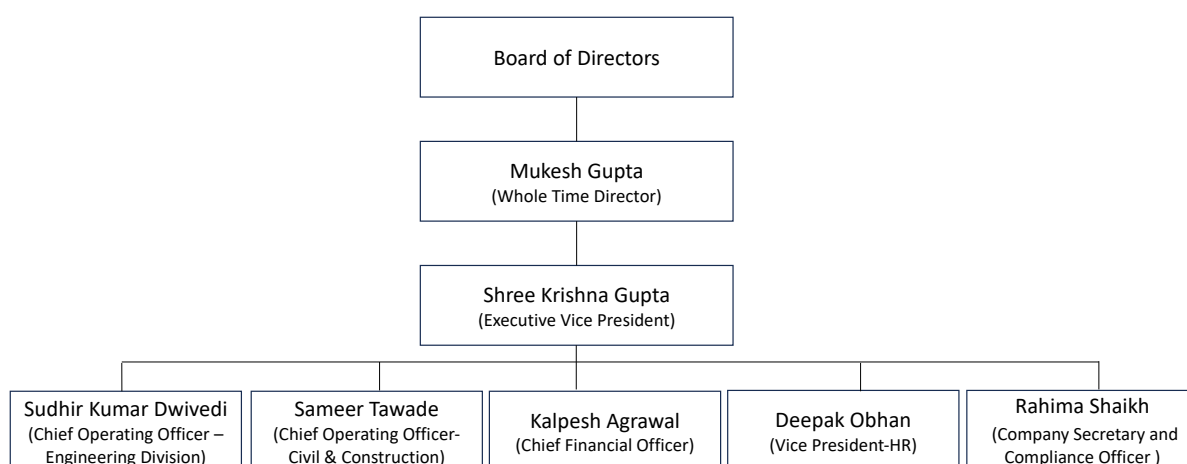 Board of Directors
Mukesh Gupta
(Whole Time Director)
Shree Krishna Gupta
(Executive Vice President)
Sudhir Kumar Dwivedi
(Chief Operating Officer –
Engineering Division)
Sameer Tawade
(Chief Operating Officer-
Civil & Construction)
Kalpesh Agrawal
(Chief Financial Officer)
Deepak Obhan
(Vice President-HR)
Rahima Shaikh
(Company Secretary and
Compliance Officer )